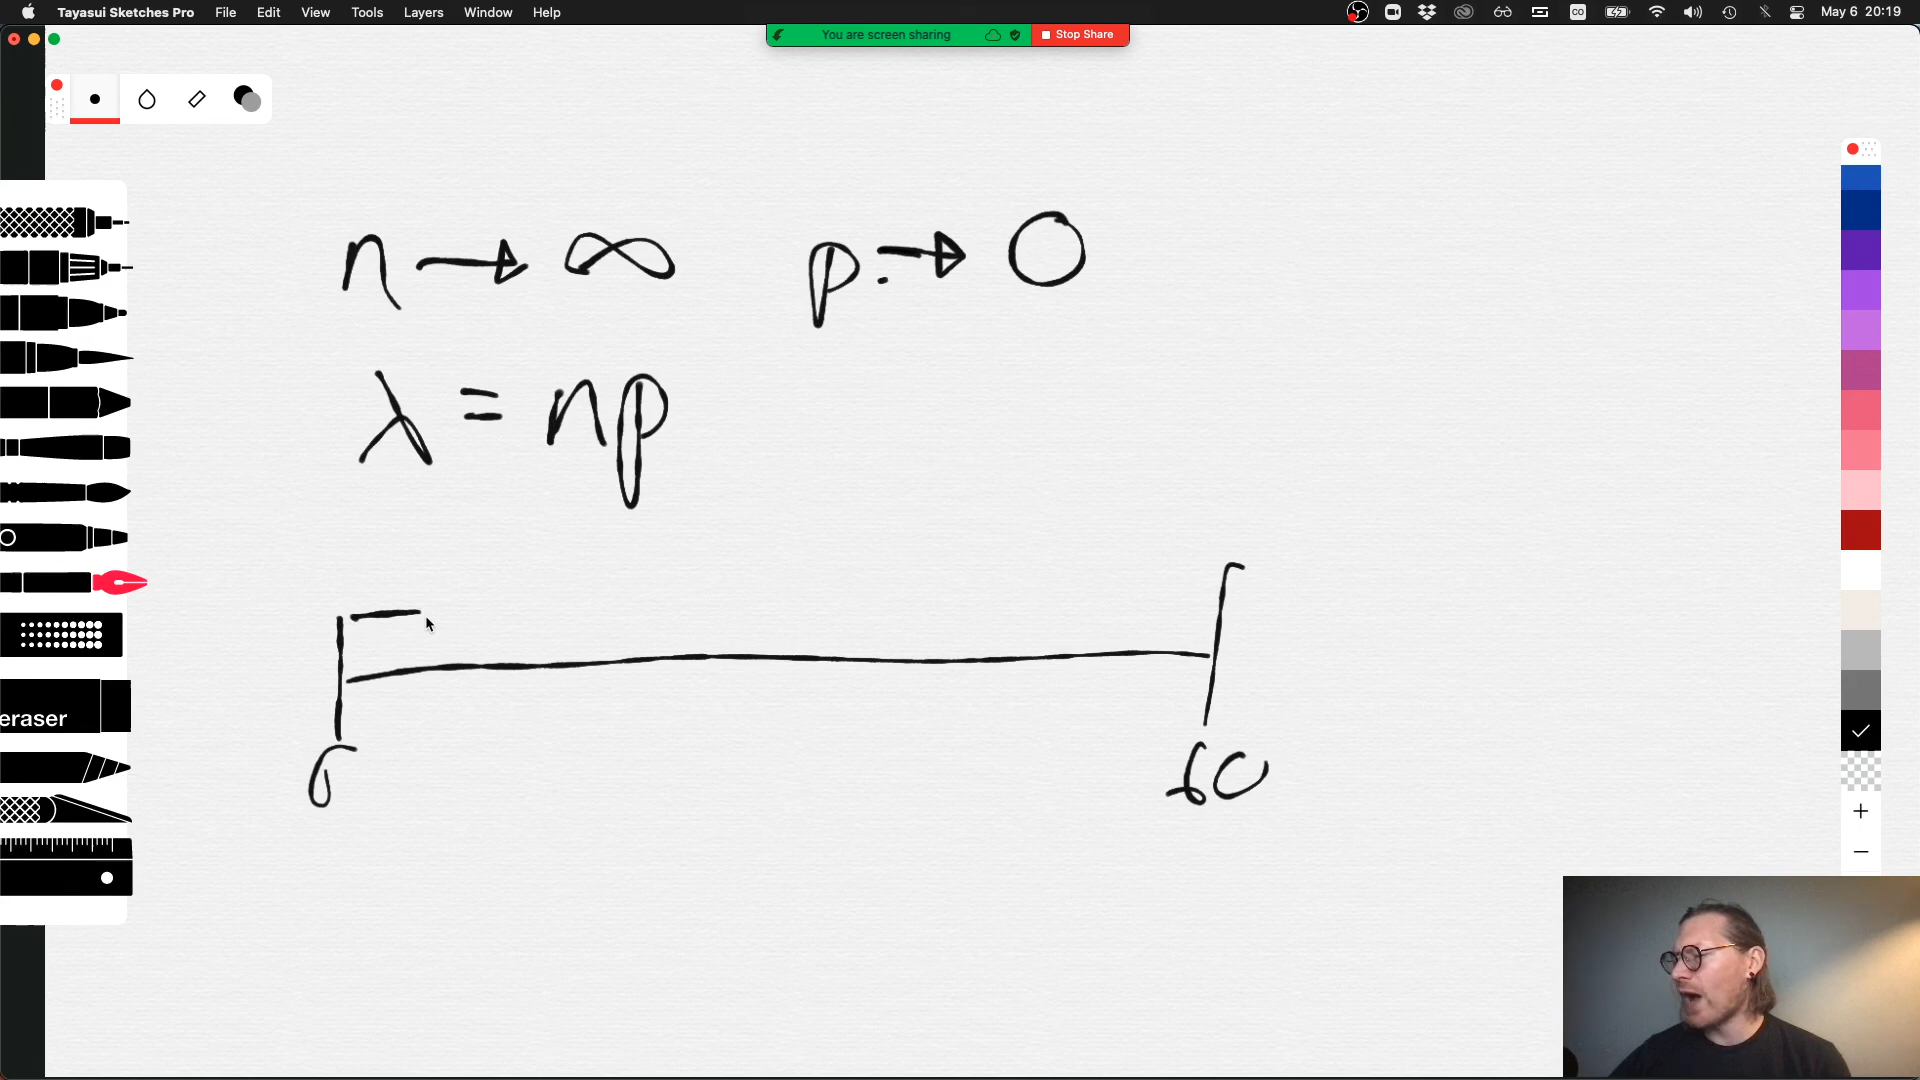 Tayasui Sketches Pro File Edit View Tools Layers Window Help May 6 20:19
You are screen sharing Stop Share
n → ∞ p → 0
λ = np
0 60
eraser